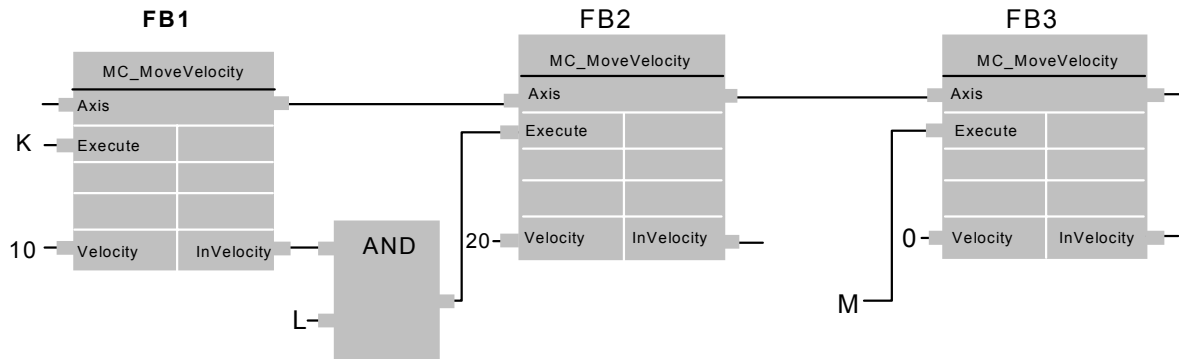 FB1
MC_MoveVelocity
Axis
K
Execute
10
Velocity
InVelocity
AND
L
FB2
MC_MoveVelocity
Axis
Execute
20
Velocity
InVelocity
FB3
MC_MoveVelocity
Axis
Execute
0
Velocity
InVelocity
M